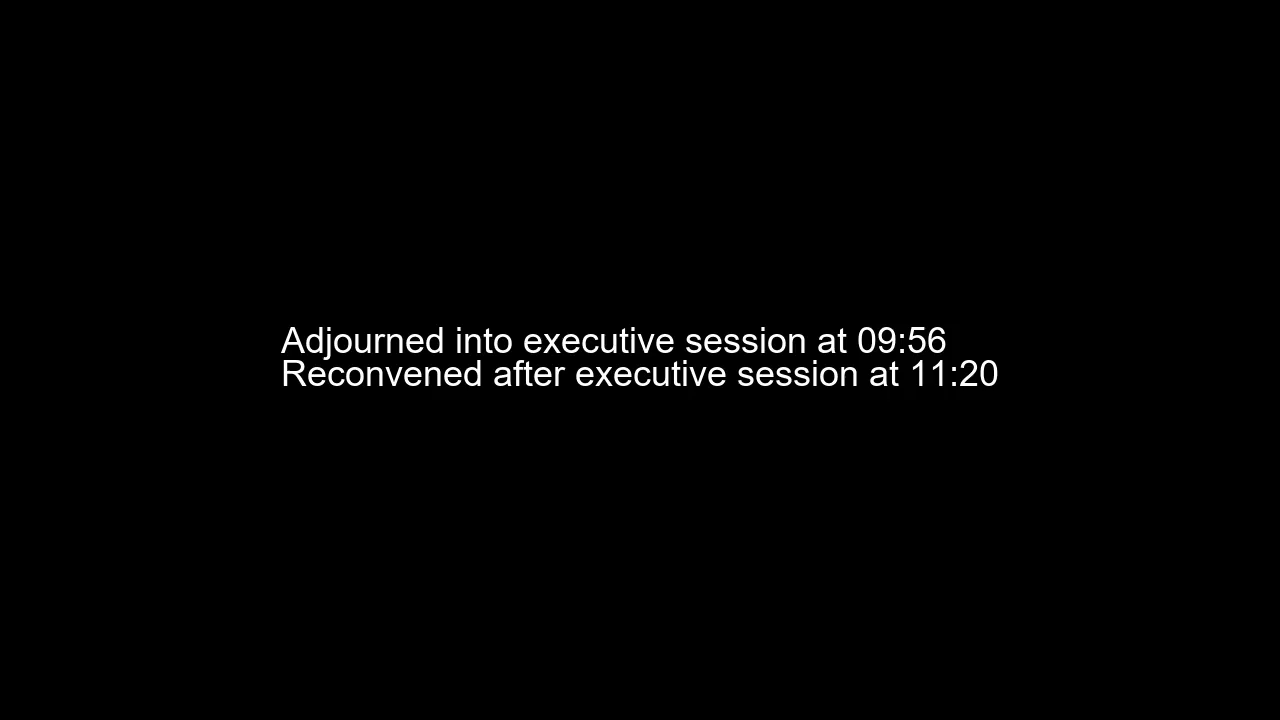 Adjourned into executive session at 09:56
Reconvened after executive session at 11:20